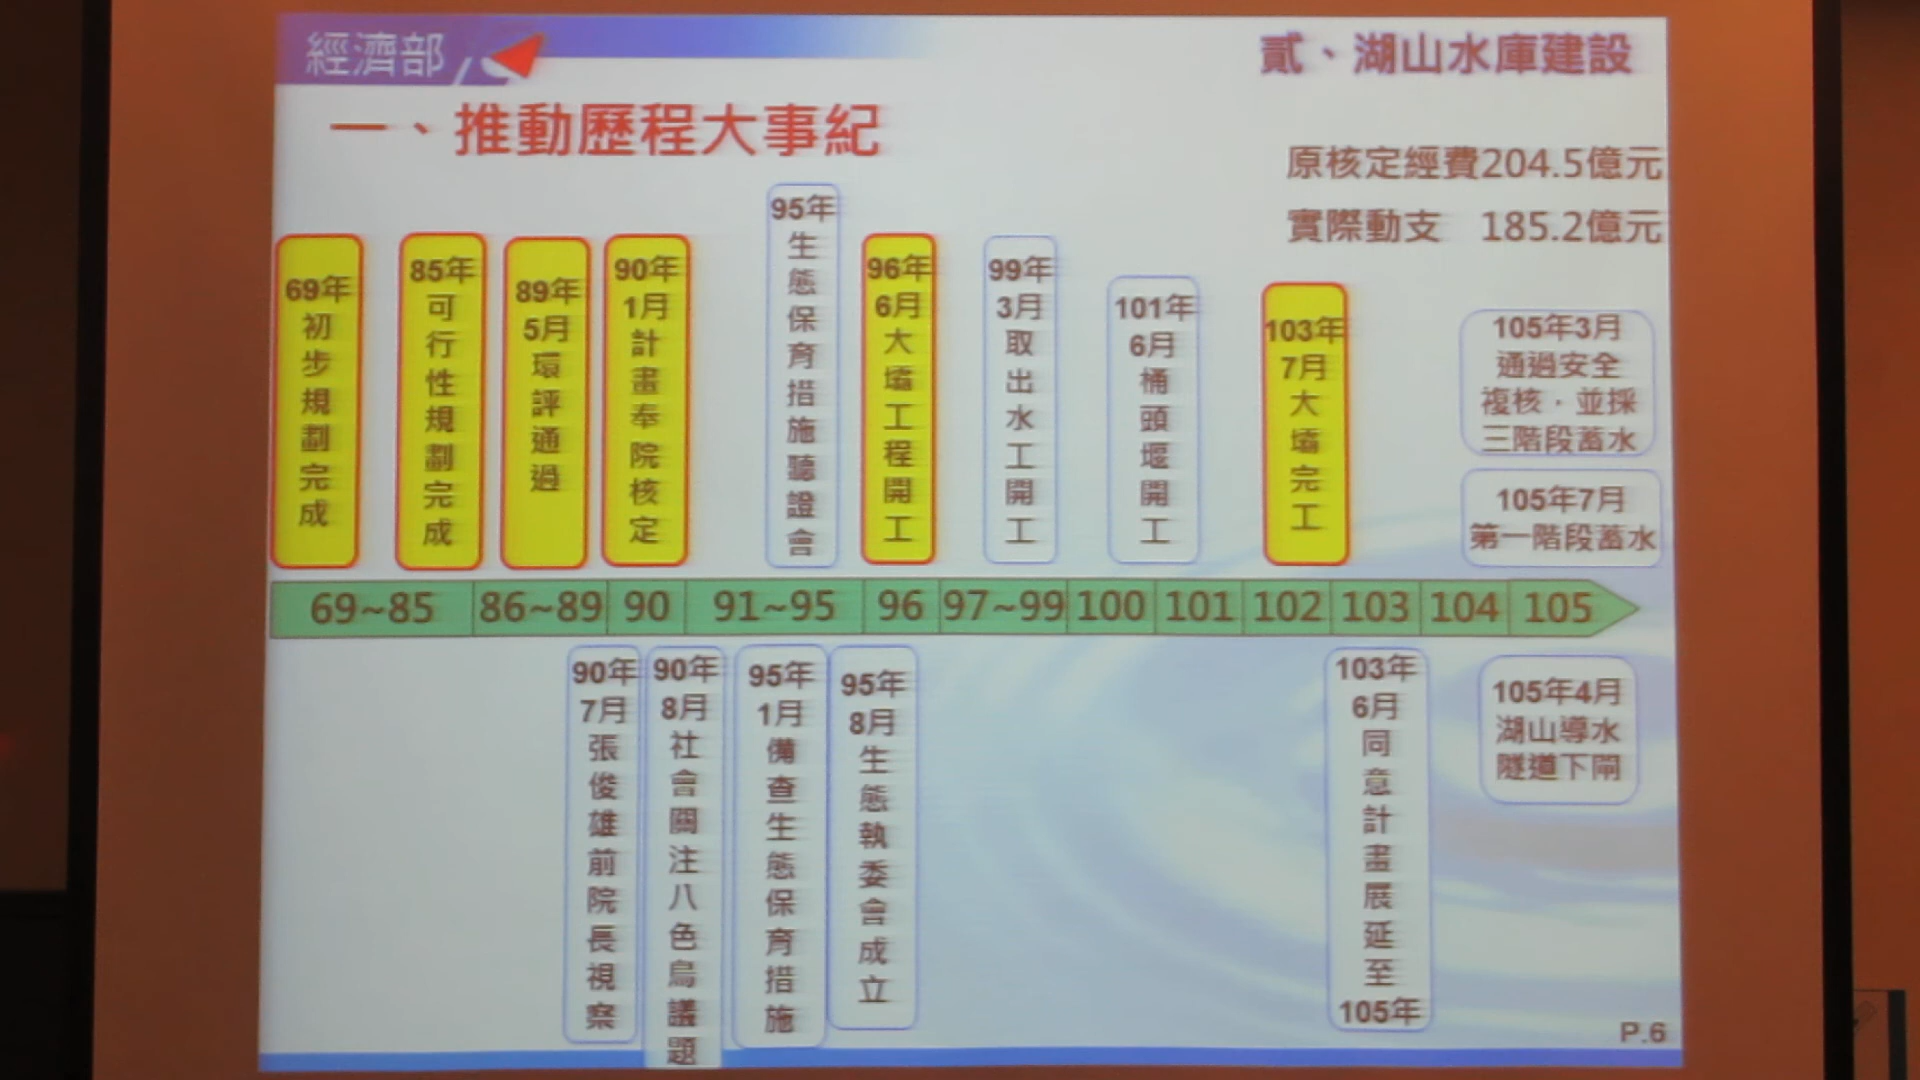 經濟部
貳、湖山水庫建設
一、推動歷程大事紀
原核定經費204.5億元
實際動支 185.2億元
69年初步規劃完成
85年可行性規劃完成
89年5月環評通過
90年1月計畫奉院核定
95年生態保育措施聽證會
96年6月大壩工程開工
99年3月取出水工開工
101年6月桶頭堰開工
103年7月大壩完工
105年3月
通過安全
複核,並採
三階段蓄水
105年7月
第一階段蓄水
69~85 86~89 90 91~95 96 97~99 100 101 102 103 104 105
90年7月張俊雄前院長視察
90年8月社會關注八色鳥議題
95年1月備查生態保育措施
95年8月生態執委會成立
103年6月同意計畫展延至105年
105年4月
湖山導水
隧道下閘
P.6